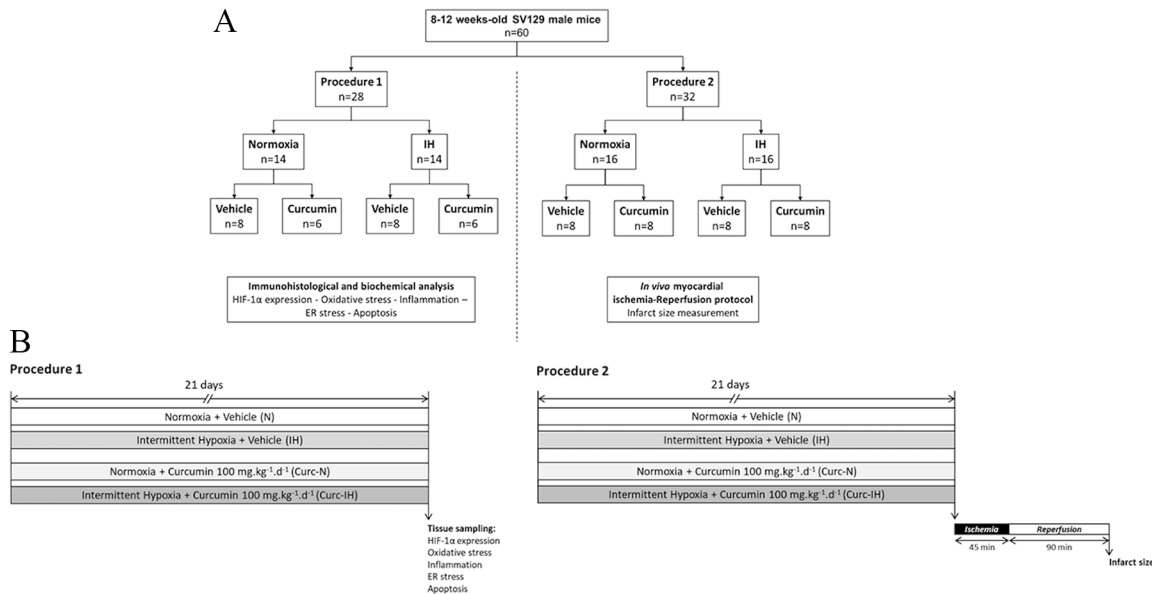 A
8-12 weeks-old SV129 male mice
n=60
Procedure 1
n=28
Procedure 2
n=32
Normoxia
n=14
IH
n=14
Normoxia
n=16
IH
n=16
Vehicle
n=8
Curcumin
n=6
Vehicle
n=8
Curcumin
n=6
Vehicle
n=8
Curcumin
n=8
Vehicle
n=8
Curcumin
n=8
Immunohistological and biochemical analysis
HIF-1α expression - Oxidative stress - Inflammation –
ER stress - Apoptosis
In vivo myocardial
ischemia-Reperfusion protocol
Infarct size measurement
B
Procedure 1
21 days
Normoxia + Vehicle (N)
Intermittent Hypoxia + Vehicle (IH)
Normoxia + Curcumin 100 mg.kg⁻¹.d⁻¹ (Curc-N)
Intermittent Hypoxia + Curcumin 100 mg.kg⁻¹.d⁻¹ (Curc-IH)
Tissue sampling:
HIF-1α expression
Oxidative stress
Inflammation
ER stress
Apoptosis
Procedure 2
21 days
Normoxia + Vehicle (N)
Intermittent Hypoxia + Vehicle (IH)
Normoxia + Curcumin 100 mg.kg⁻¹.d⁻¹ (Curc-N)
Intermittent Hypoxia + Curcumin 100 mg.kg⁻¹.d⁻¹ (Curc-IH)
Ischemia
Reperfusion
45 min
90 min
Infarct size